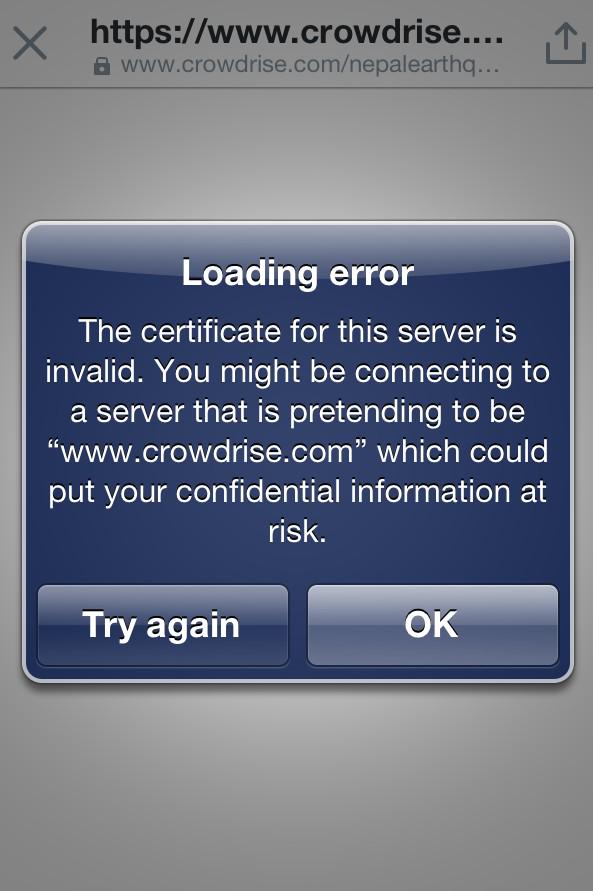 https://www.crowdrise.…
www.crowdrise.com/nepalearthq…
Loading error
The certificate for this server is
invalid. You might be connecting to
a server that is pretending to be
“www.crowdrise.com” which could
put your confidential information at
risk.
Try again
OK